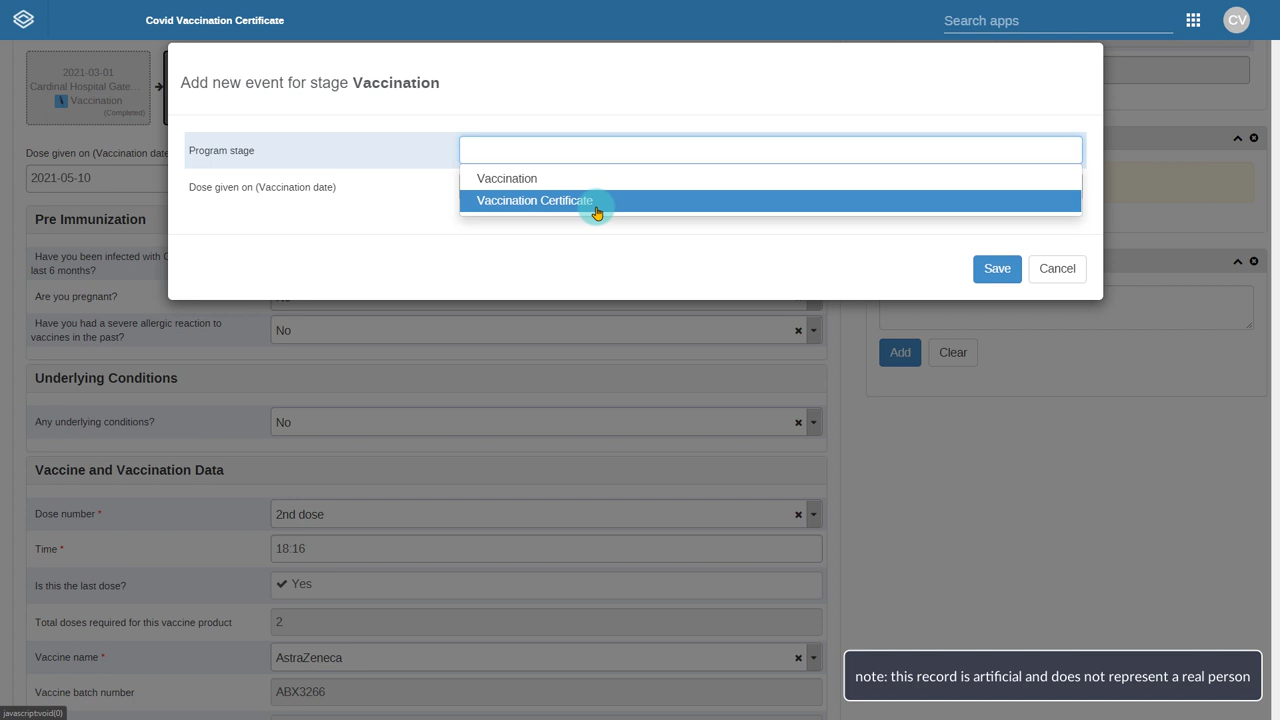 Covid Vaccination Certificate
Search apps
CV
2021-03-01
Cardinal Hospital Gate...
Vaccination
(Completed)
Add new event for stage Vaccination
Program stage
Vaccination
Vaccination Certificate
Dose given on (Vaccination date)
Save
Cancel
Dose given on (Vaccination date
2021-05-10
Pre Immunization
Have you been infected with C
last 6 months?
Are you pregnant?
Have you had a severe allergic reaction to
vaccines in the past?
No
Add
Clear
Underlying Conditions
Any underlying conditions?
No
Vaccine and Vaccination Data
Dose number *
2nd dose
Time *
18:16
Is this the last dose?
Yes
Total doses required for this vaccine product
2
Vaccine name *
AstraZeneca
Vaccine batch number
ABX3266
note: this record is artificial and does not represent a real person
javascript:void(0)